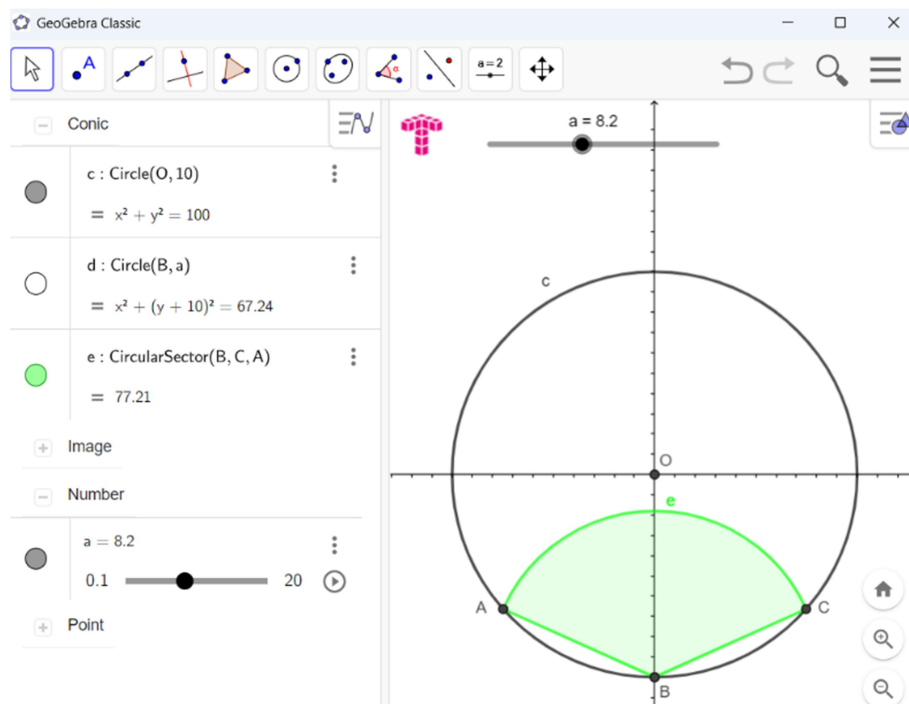 GeoGebra Classic
A
α
a=2
Conic
c : Circle(O, 10)
= x² + y² = 100
d : Circle(B, a)
= x² + (y + 10)² = 67.24
e : CircularSector(B, C, A)
= 77.21
Image
Number
a = 8.2
0.1 20
Point
a = 8.2
c
O
e
A
C
B